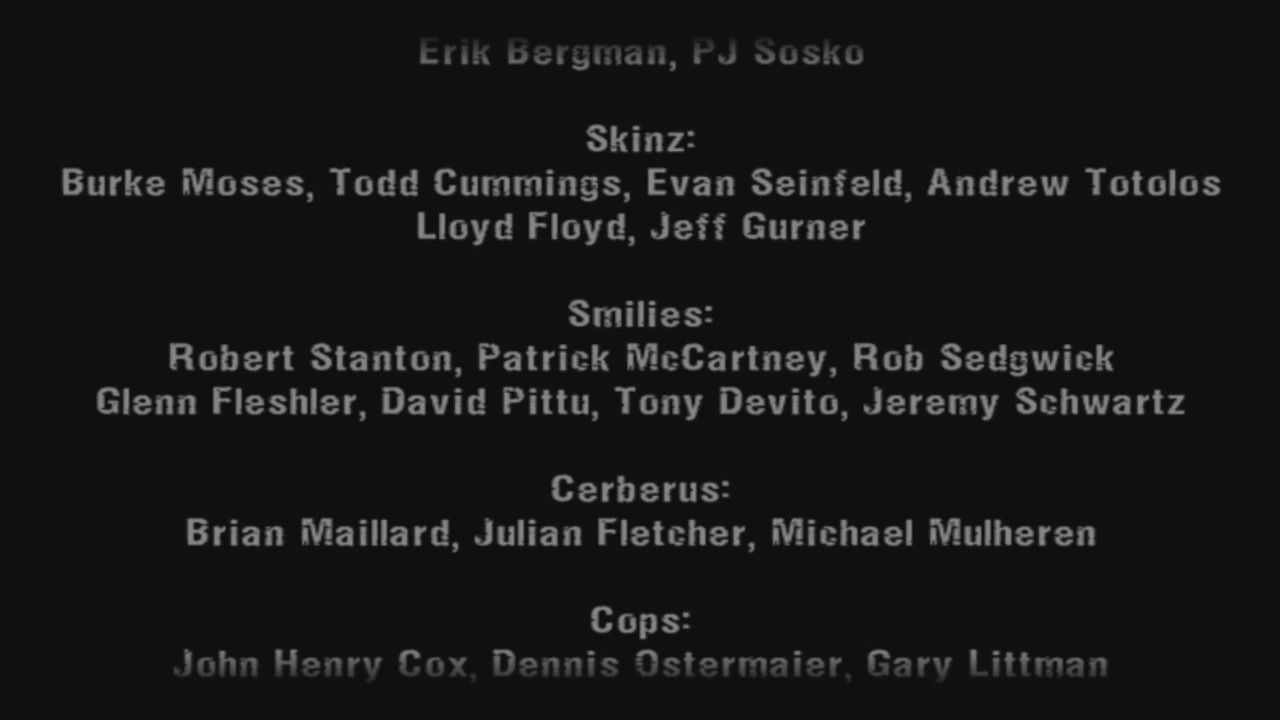 Erik Bergman, PJ Sosko
Skinz:
Burke Moses, Todd Cummings, Evan Seinfeld, Andrew Totolos
Lloyd Floyd, Jeff Gurner
Smilies:
Robert Stanton, Patrick McCartney, Rob Sedgwick
Glenn Fleshler, David Pittu, Tony Devito, Jeremy Schwartz
Cerberus:
Brian Maillard, Julian Fletcher, Michael Mulheren
Cops:
John Henry Cox, Dennis Ostermaier, Gary Littman